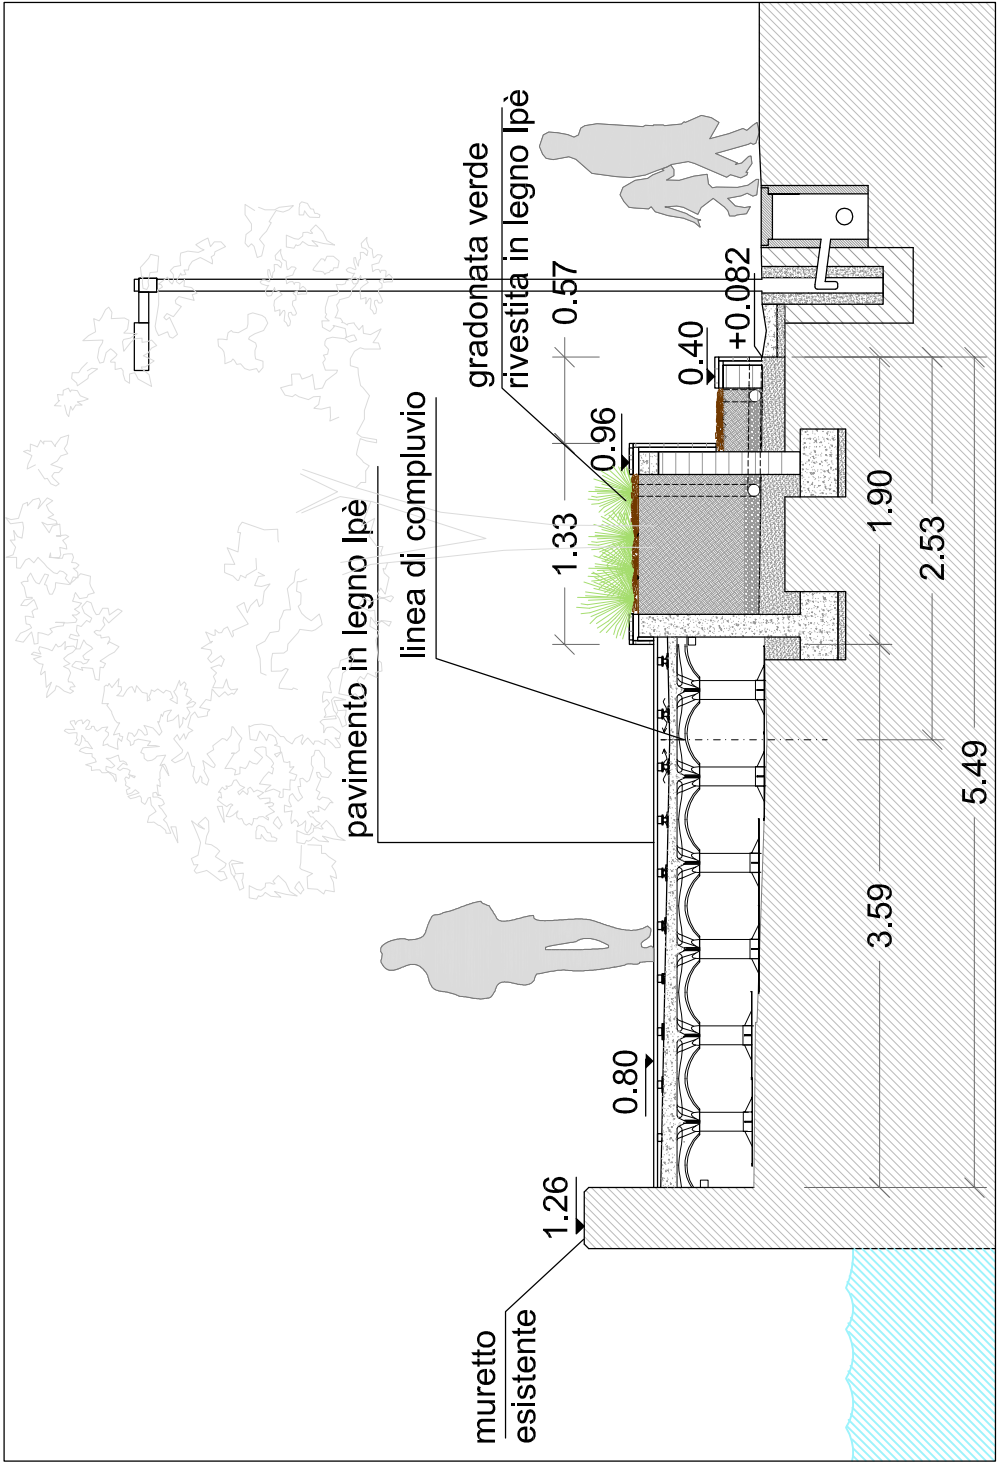 muretto
esistente
1.26
0.80
pavimento in legno Ipè
linea di compluvio
gradonata verde
rivestita in legno Ipè
1.33
0.57
0.96
0.40
+0.082
3.59
1.90
2.53
5.49